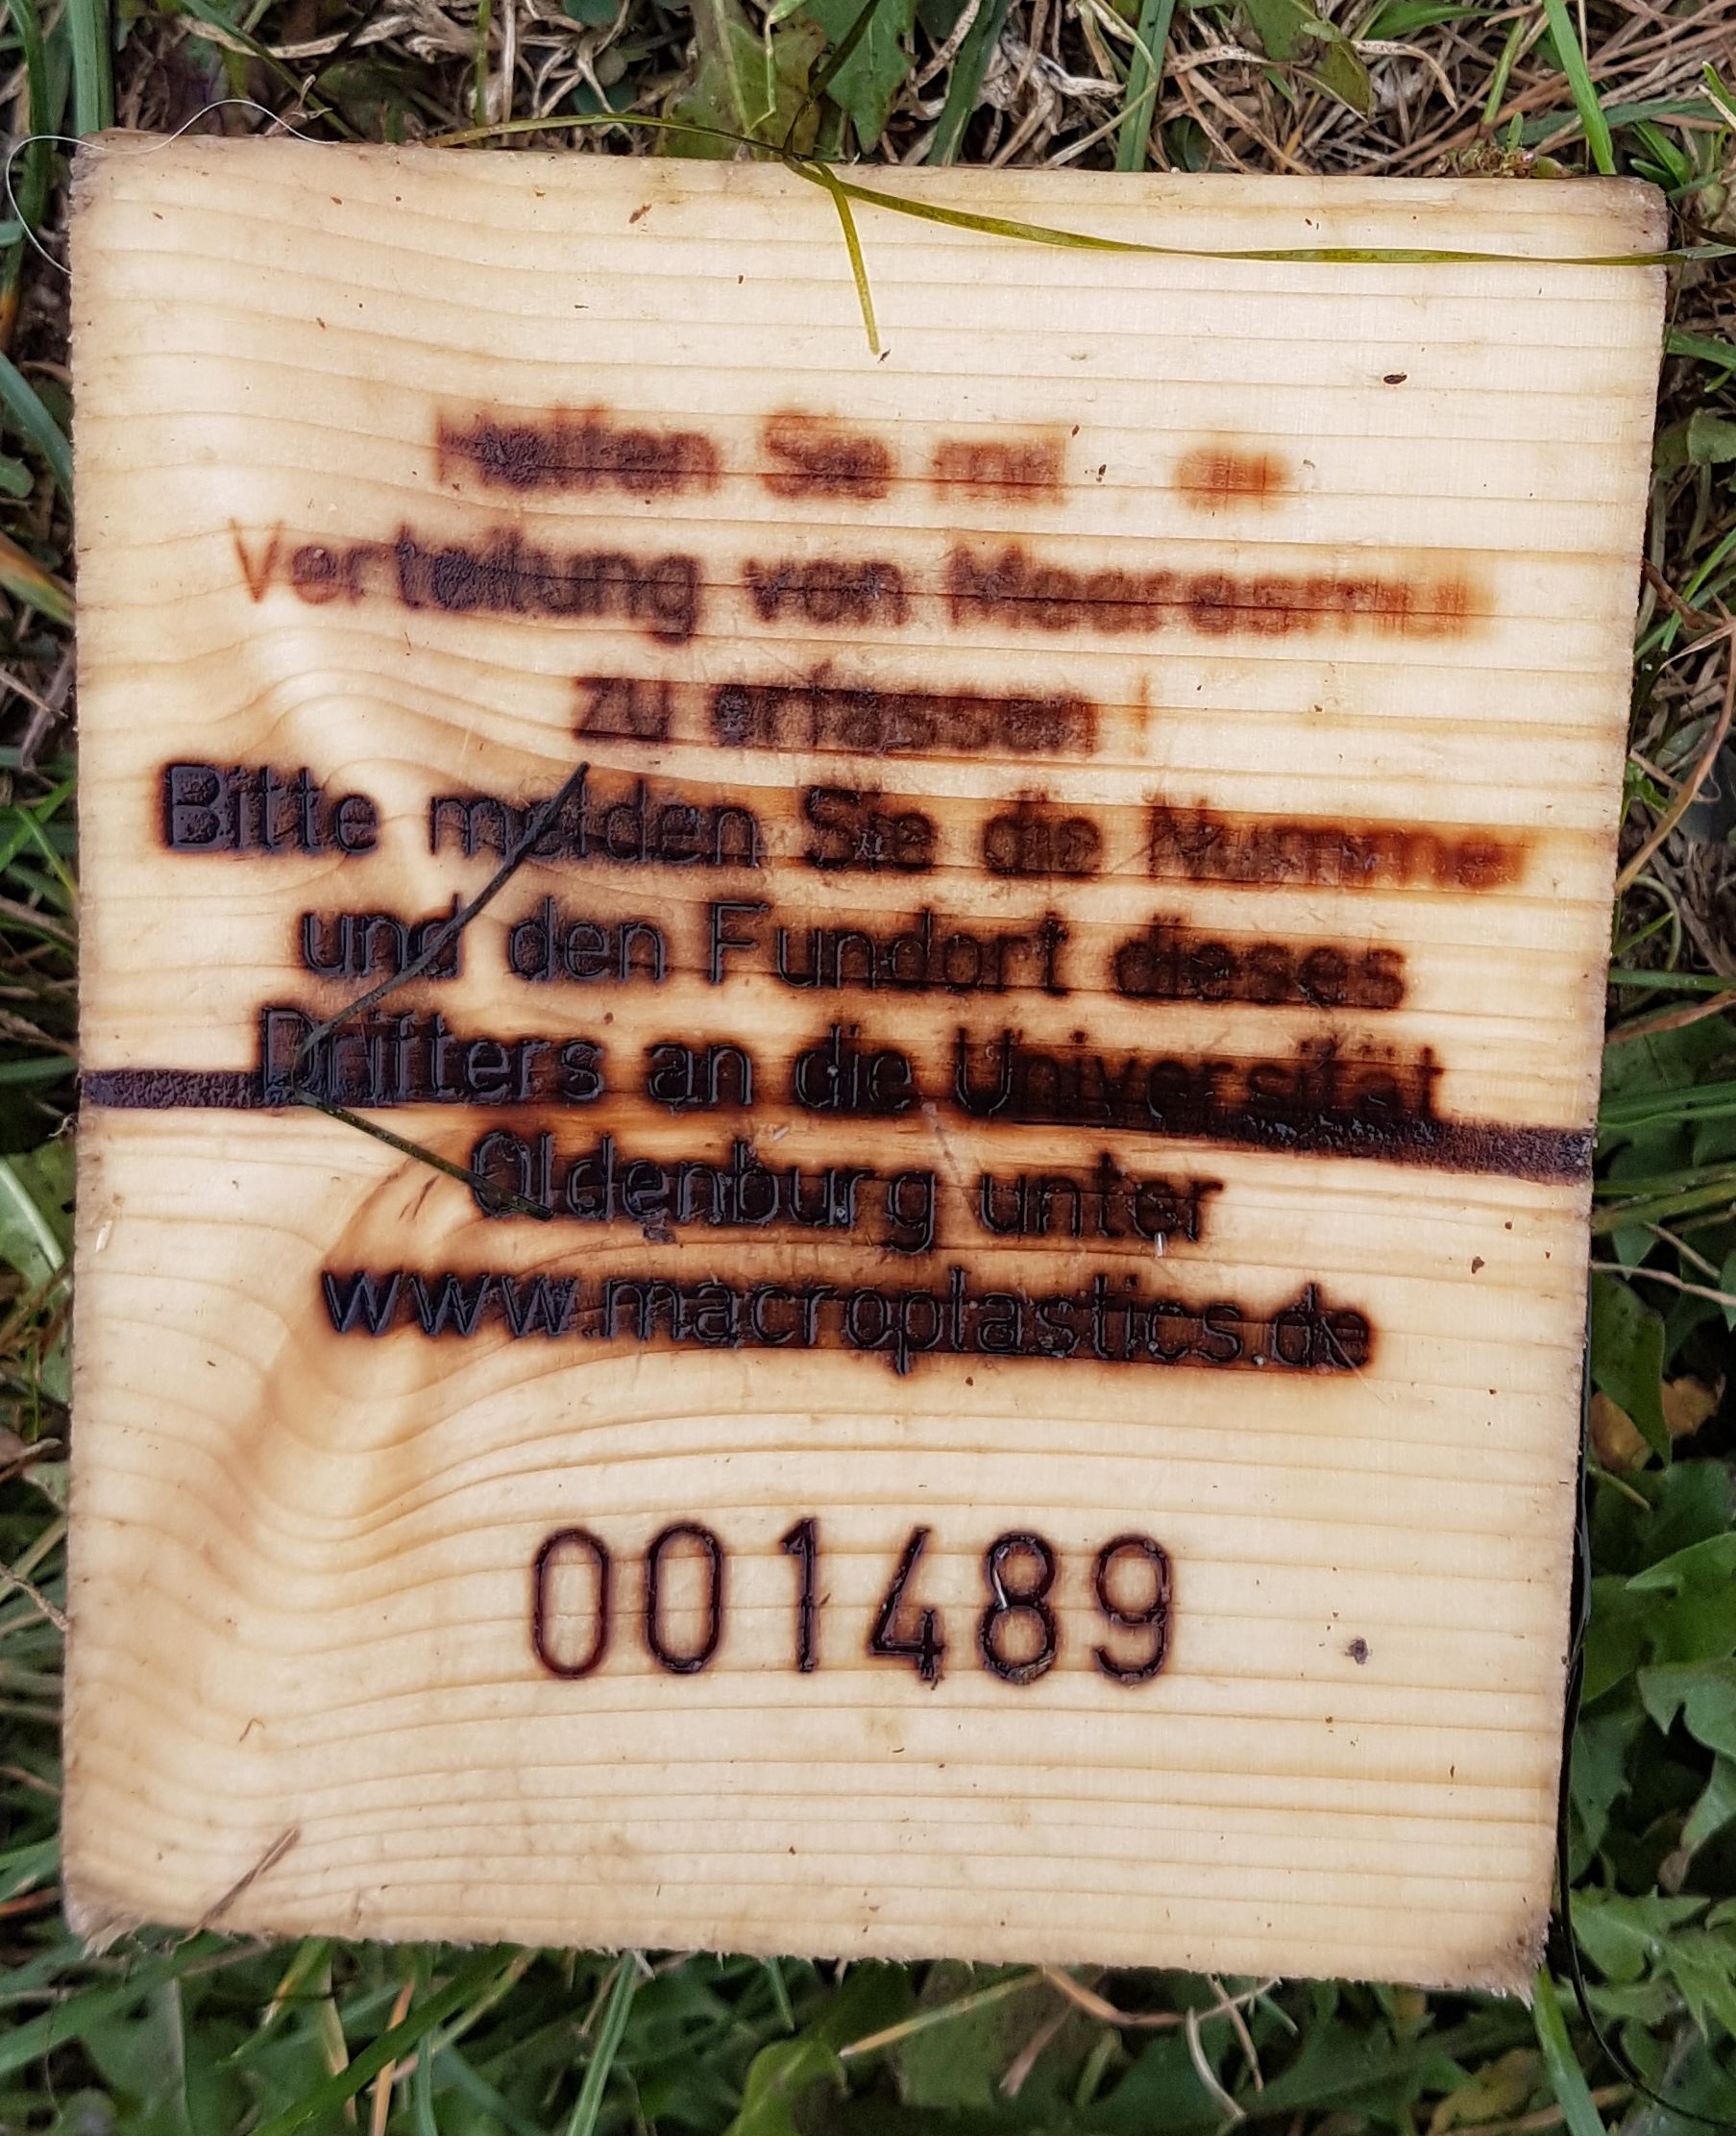 Helfen Sie mit die
Verteilung von Meeresmüll
zu erfassen!
Bitte melden Sie die Nummer
und den Fundort dieses
Drifters an die Universität
Oldenburg unter
www.macroplastics.de
001489